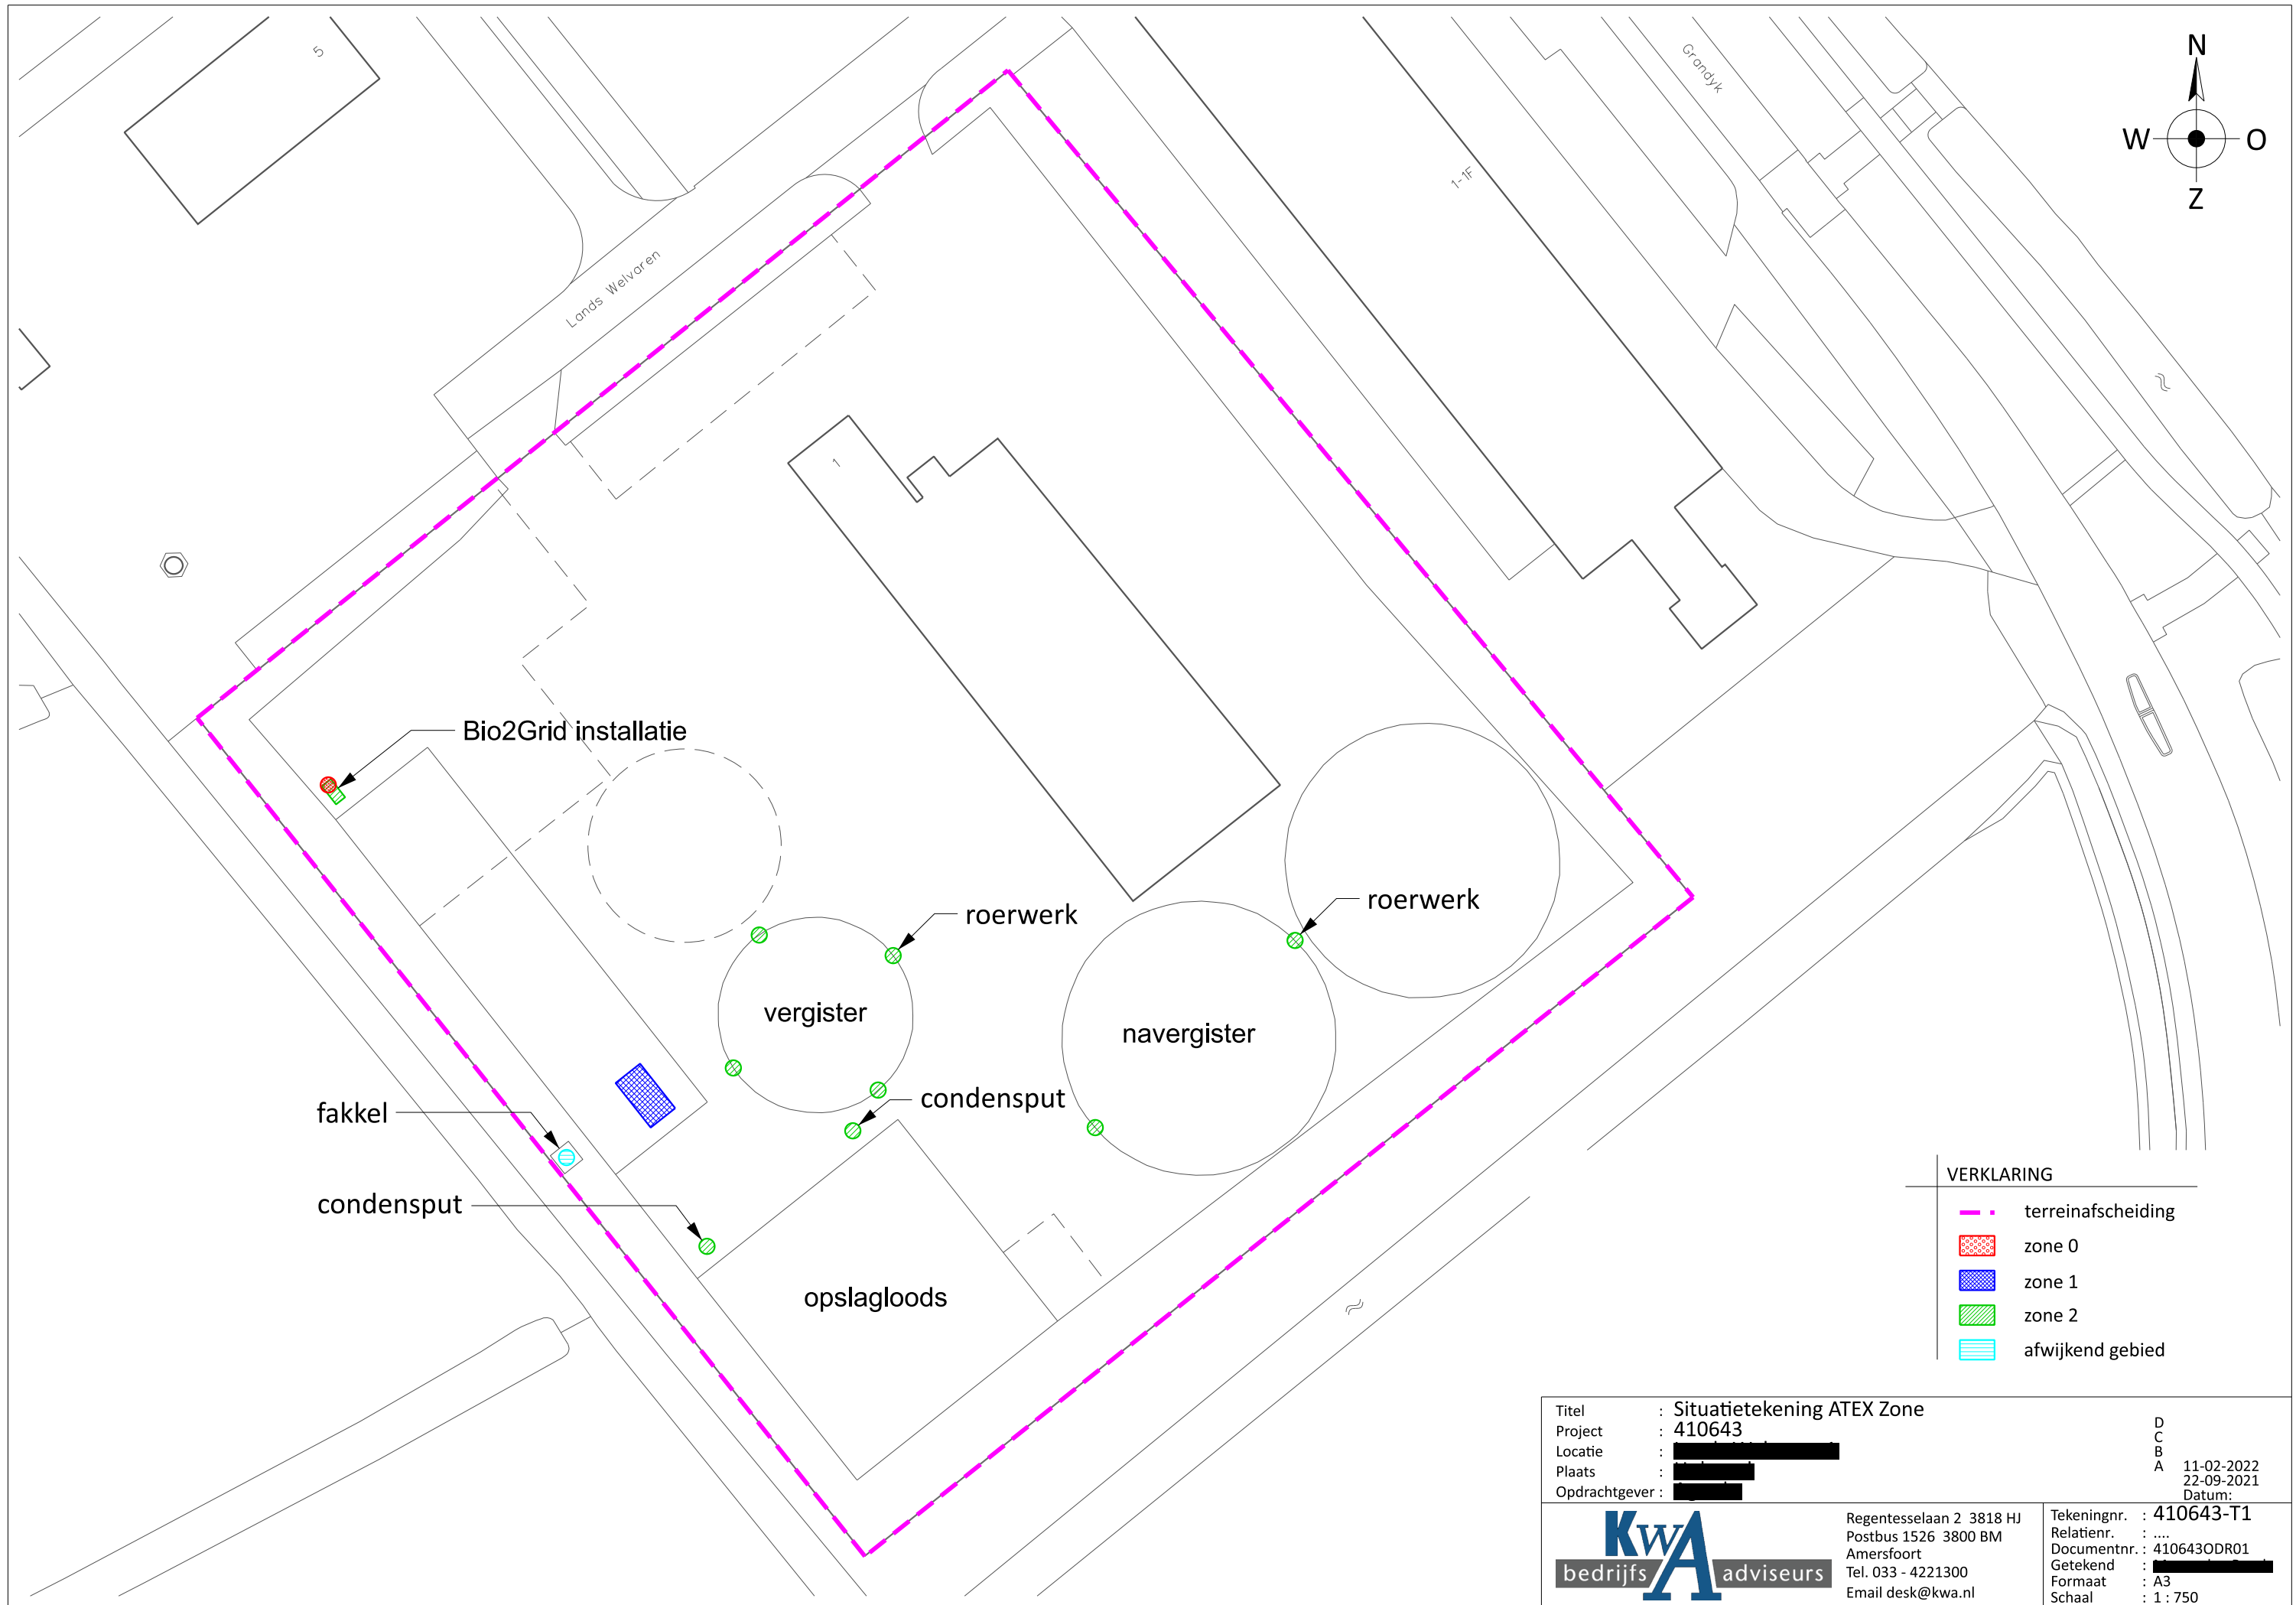 5
Grandyk
N
W
O
Z
1-1F
Lands Welvaren
1
Bio2Grid installatie
roerwerk
roerwerk
vergister
navergister
condensput
fakkel
condensput
opslagloods
VERKLARING
terreinafscheiding
zone 0
zone 1
zone 2
afwijkend gebied
Titel : Situatietekening ATEX Zone
Project : 410643
Locatie :
Plaats :
Opdrachtgever :
D
C
B
A 11-02-2022
22-09-2021
Datum:
KWA
bedrijfs adviseurs
Regentesselaan 2 3818 HJ
Postbus 1526 3800 BM
Amersfoort
Tel. 033 - 4221300
Email desk@kwa.nl
Tekeningnr. : 410643-T1
Relatienr. : ....
Documentnr. : 410643ODR01
Getekend :
Formaat : A3
Schaal : 1 : 750